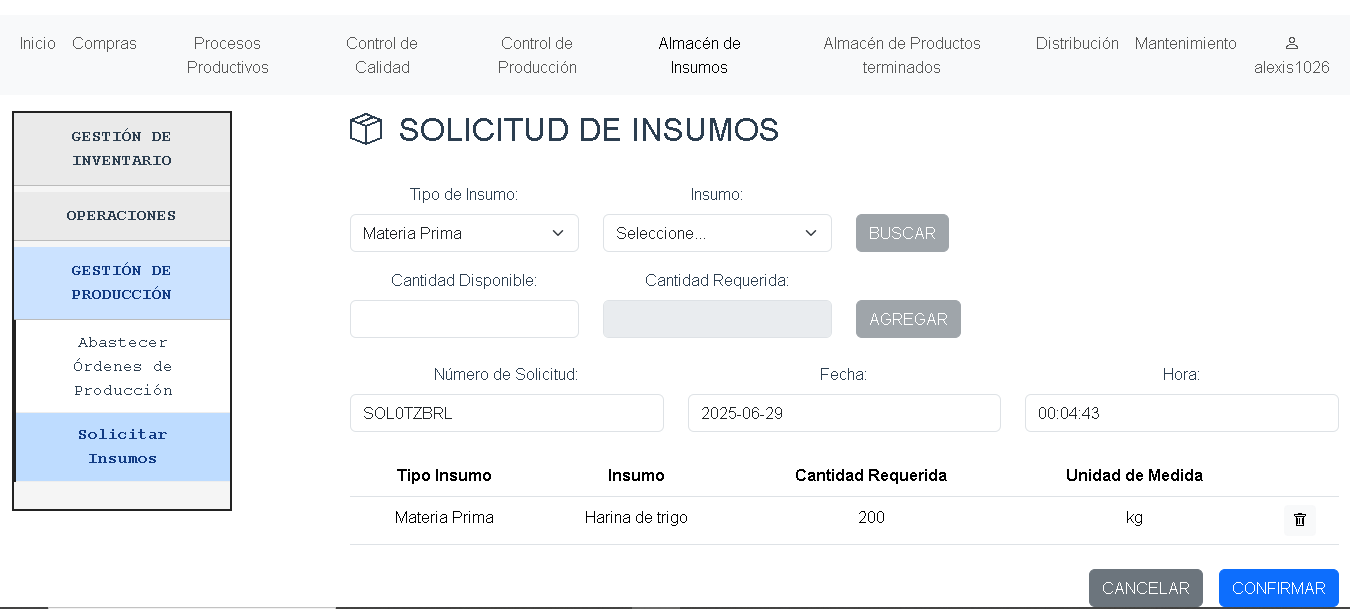 Inicio Compras Procesos Control de Control de Almacén de Almacén de Productos Distribución Mantenimiento
Productivos Calidad Producción Insumos terminados alexis1026
GESTIÓN DE
INVENTARIO
OPERACIONES
GESTIÓN DE
PRODUCCIÓN
Abastecer
Órdenes de
Producción
Solicitar
Insumos
SOLICITUD DE INSUMOS
Tipo de Insumo: Insumo:
Materia Prima Seleccione... BUSCAR
Cantidad Disponible: Cantidad Requerida:
AGREGAR
Número de Solicitud: Fecha: Hora:
SOL0TZBRL 2025-06-29 00:04:43
Tipo Insumo Insumo Cantidad Requerida Unidad de Medida
Materia Prima Harina de trigo 200 kg
CANCELAR CONFIRMAR